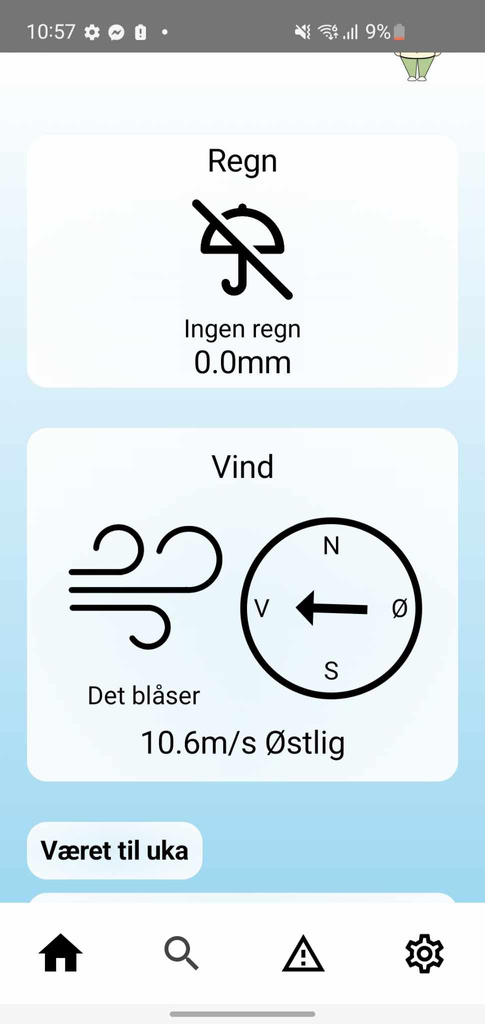 10:57 9%
Regn
Ingen regn
0.0mm
Vind
N
V Ø
S
Det blåser
10.6m/s Østlig
Været til uka